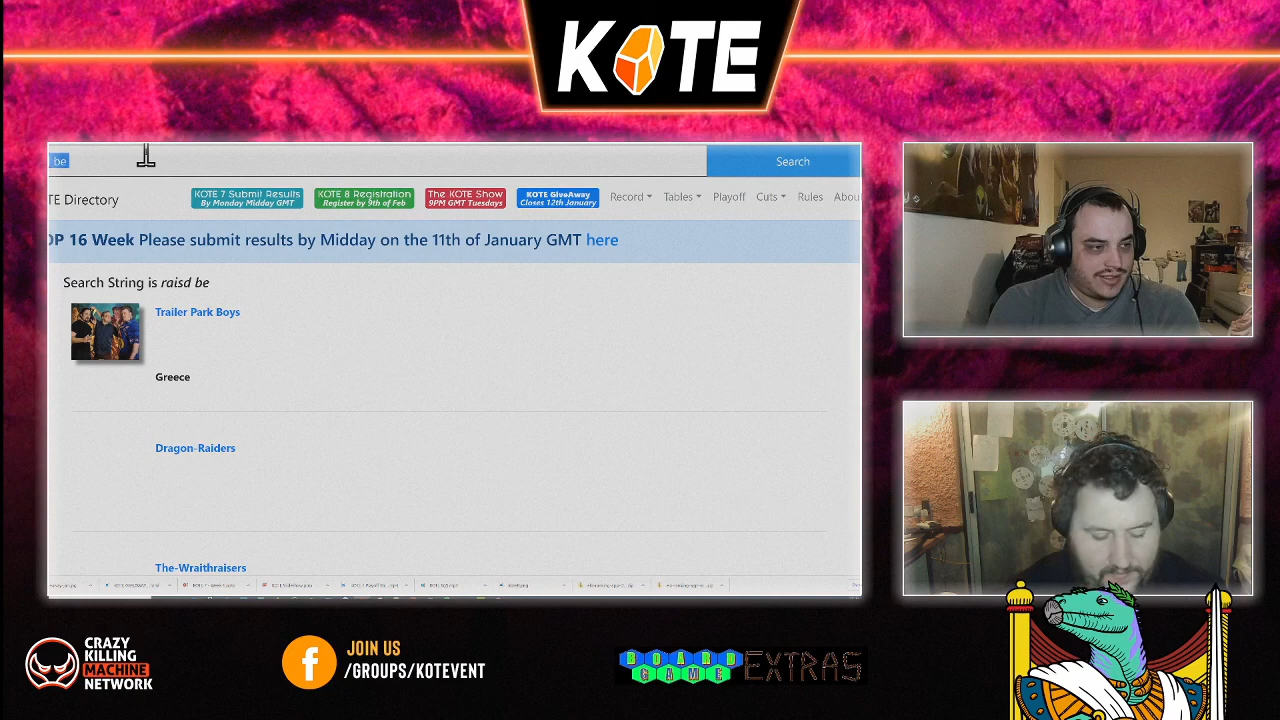 KOTE
be
Search
TE Directory
KOTE 7 Submit Results
By Monday Midday GMT
KOTE 8 Registration
Register by 9th of Feb
The KOTE Show
9PM GMT Tuesdays
KOTE GiveAway
Closes 12th January
Record
Tables
Playoff
Cuts
Rules
Abou
OP 16 Week Please submit results by Midday on the 11th of January GMT here
Search String is raisd be
Trailer Park Boys
Greece
Dragon-Raiders
The-Wraithraisers
CRAZY
KILLING
MACHINE
NETWORK
JOIN US
/GROUPS/KOTEVENT
BOARD
GAME
EXTRAS